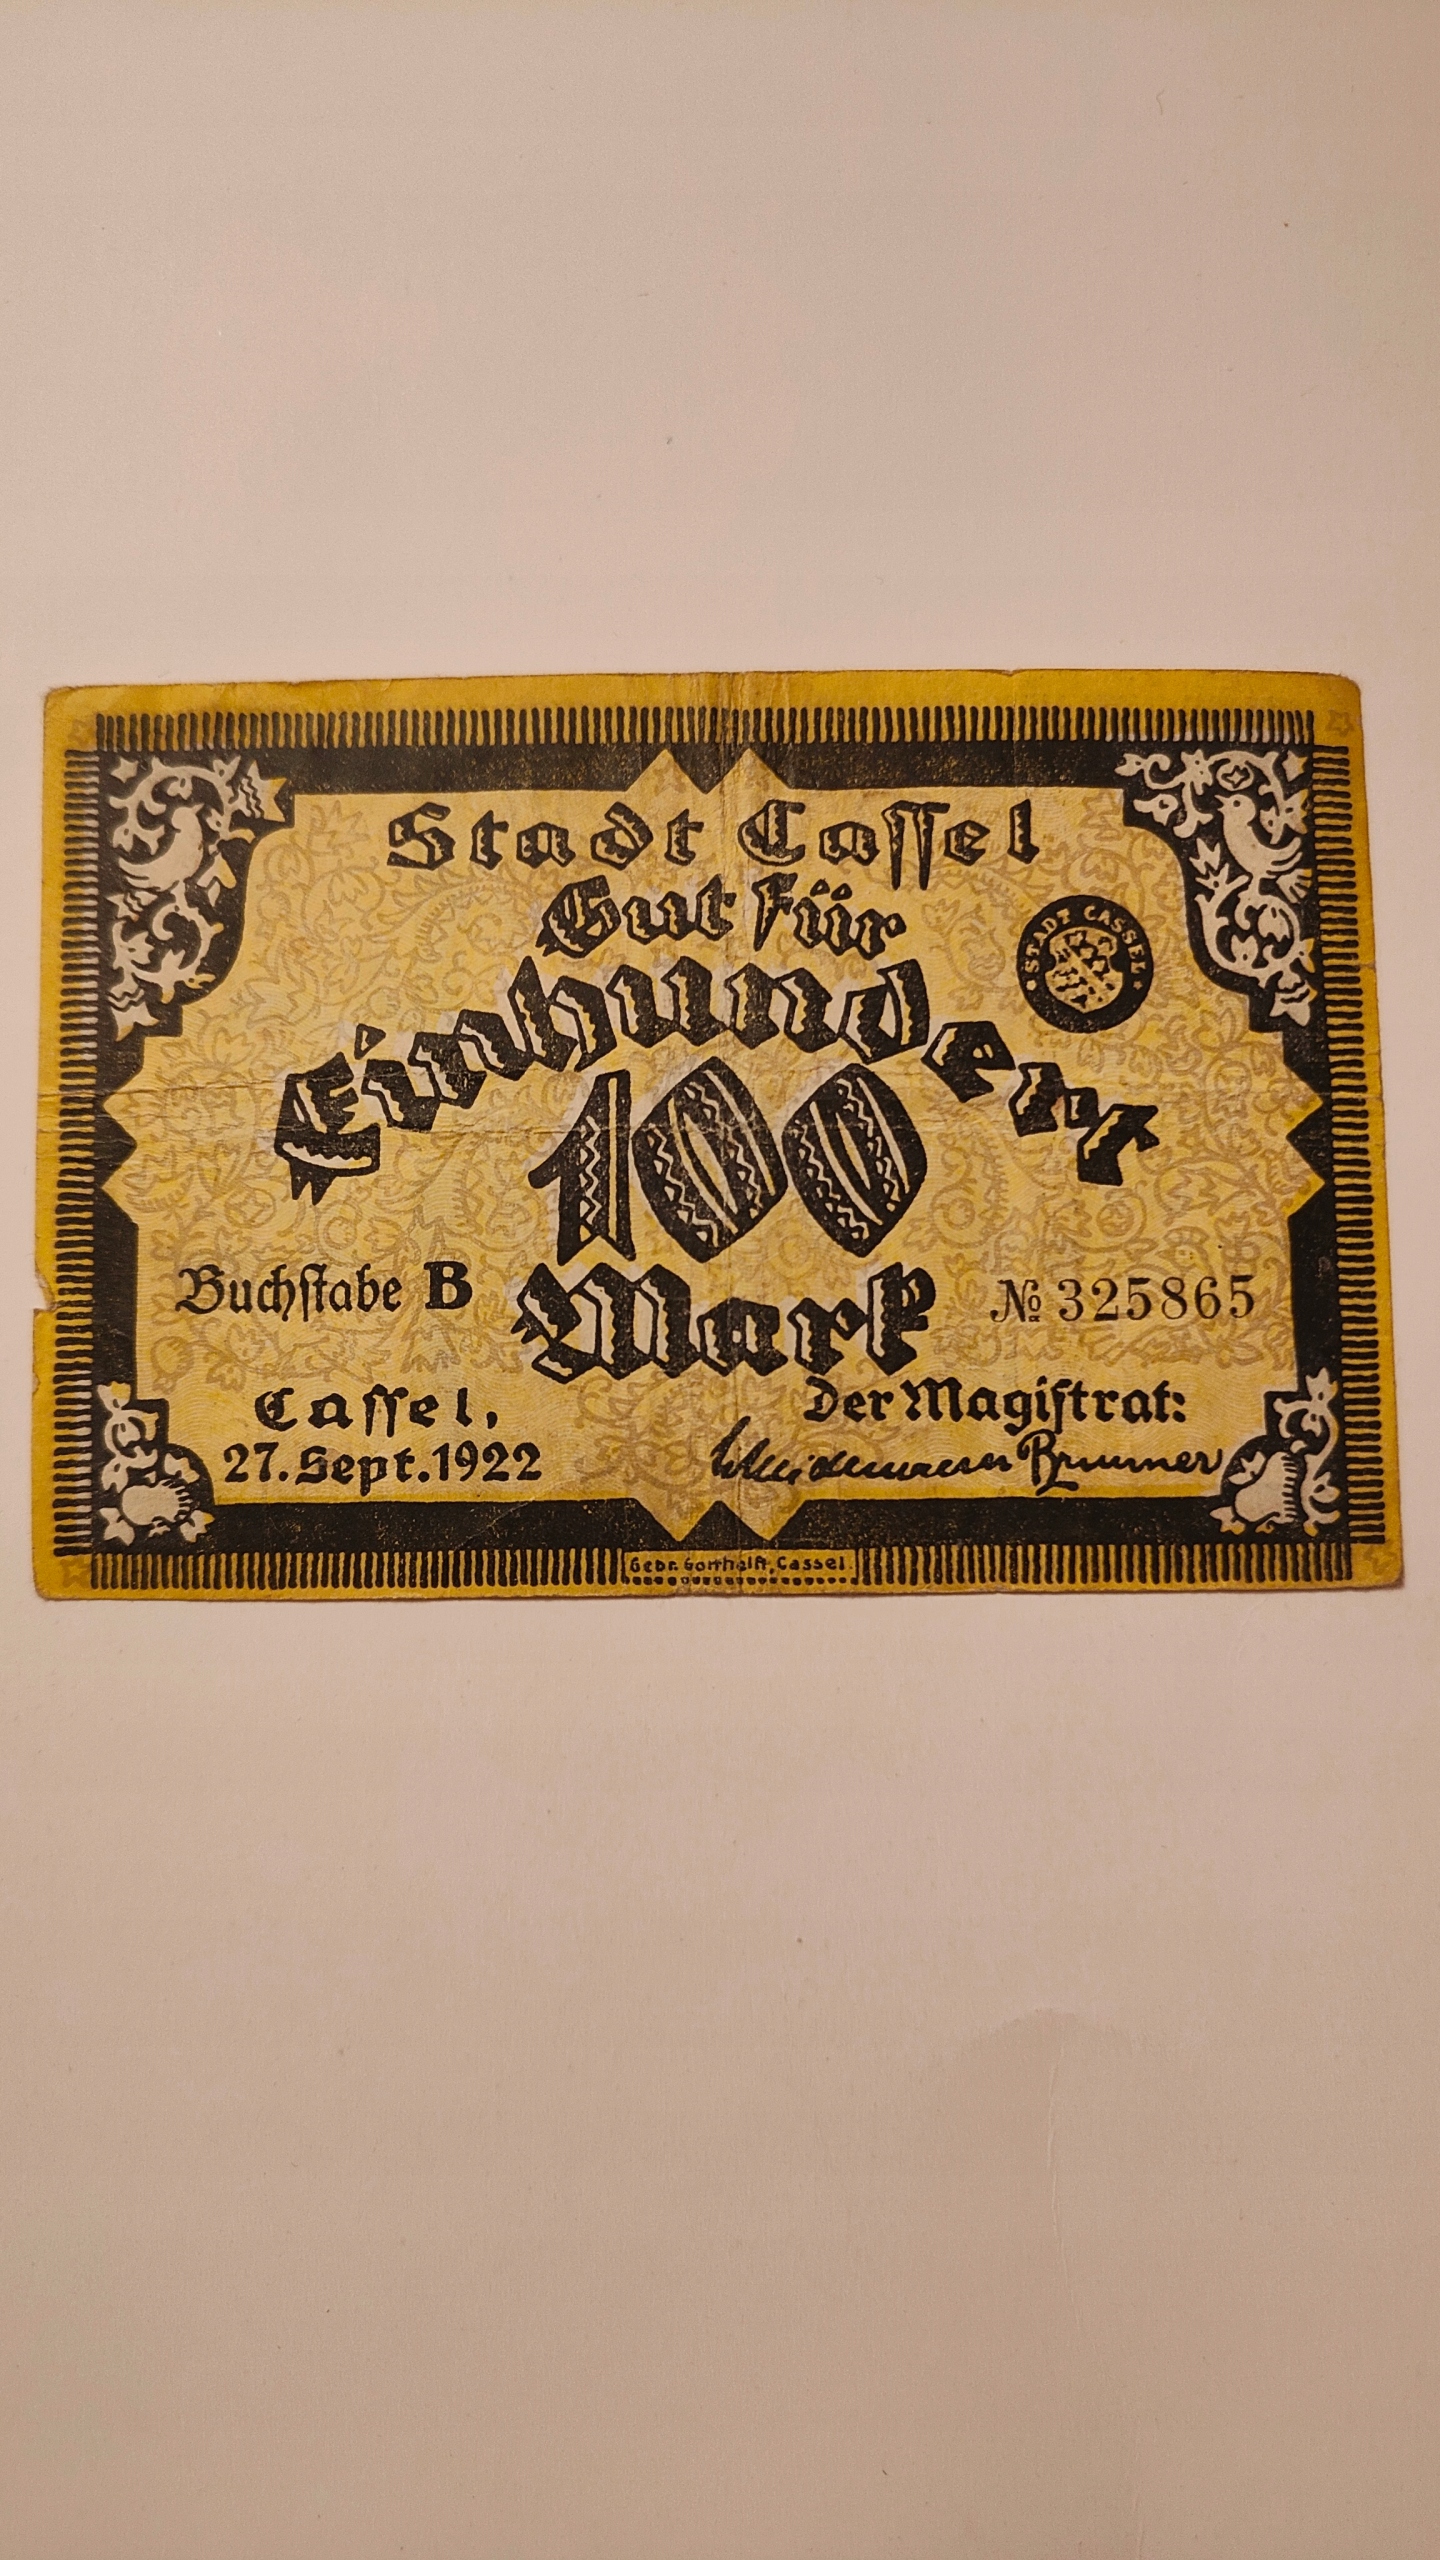 Stadt Cassel
Gut für
STADT CASSEL
Einhundert
100
Mark
Buchstabe B
№ 325865
Cassel,
27. Sept. 1922
Der Magistrat:
Brunner
Gebr. Gotthelft, Cassel.